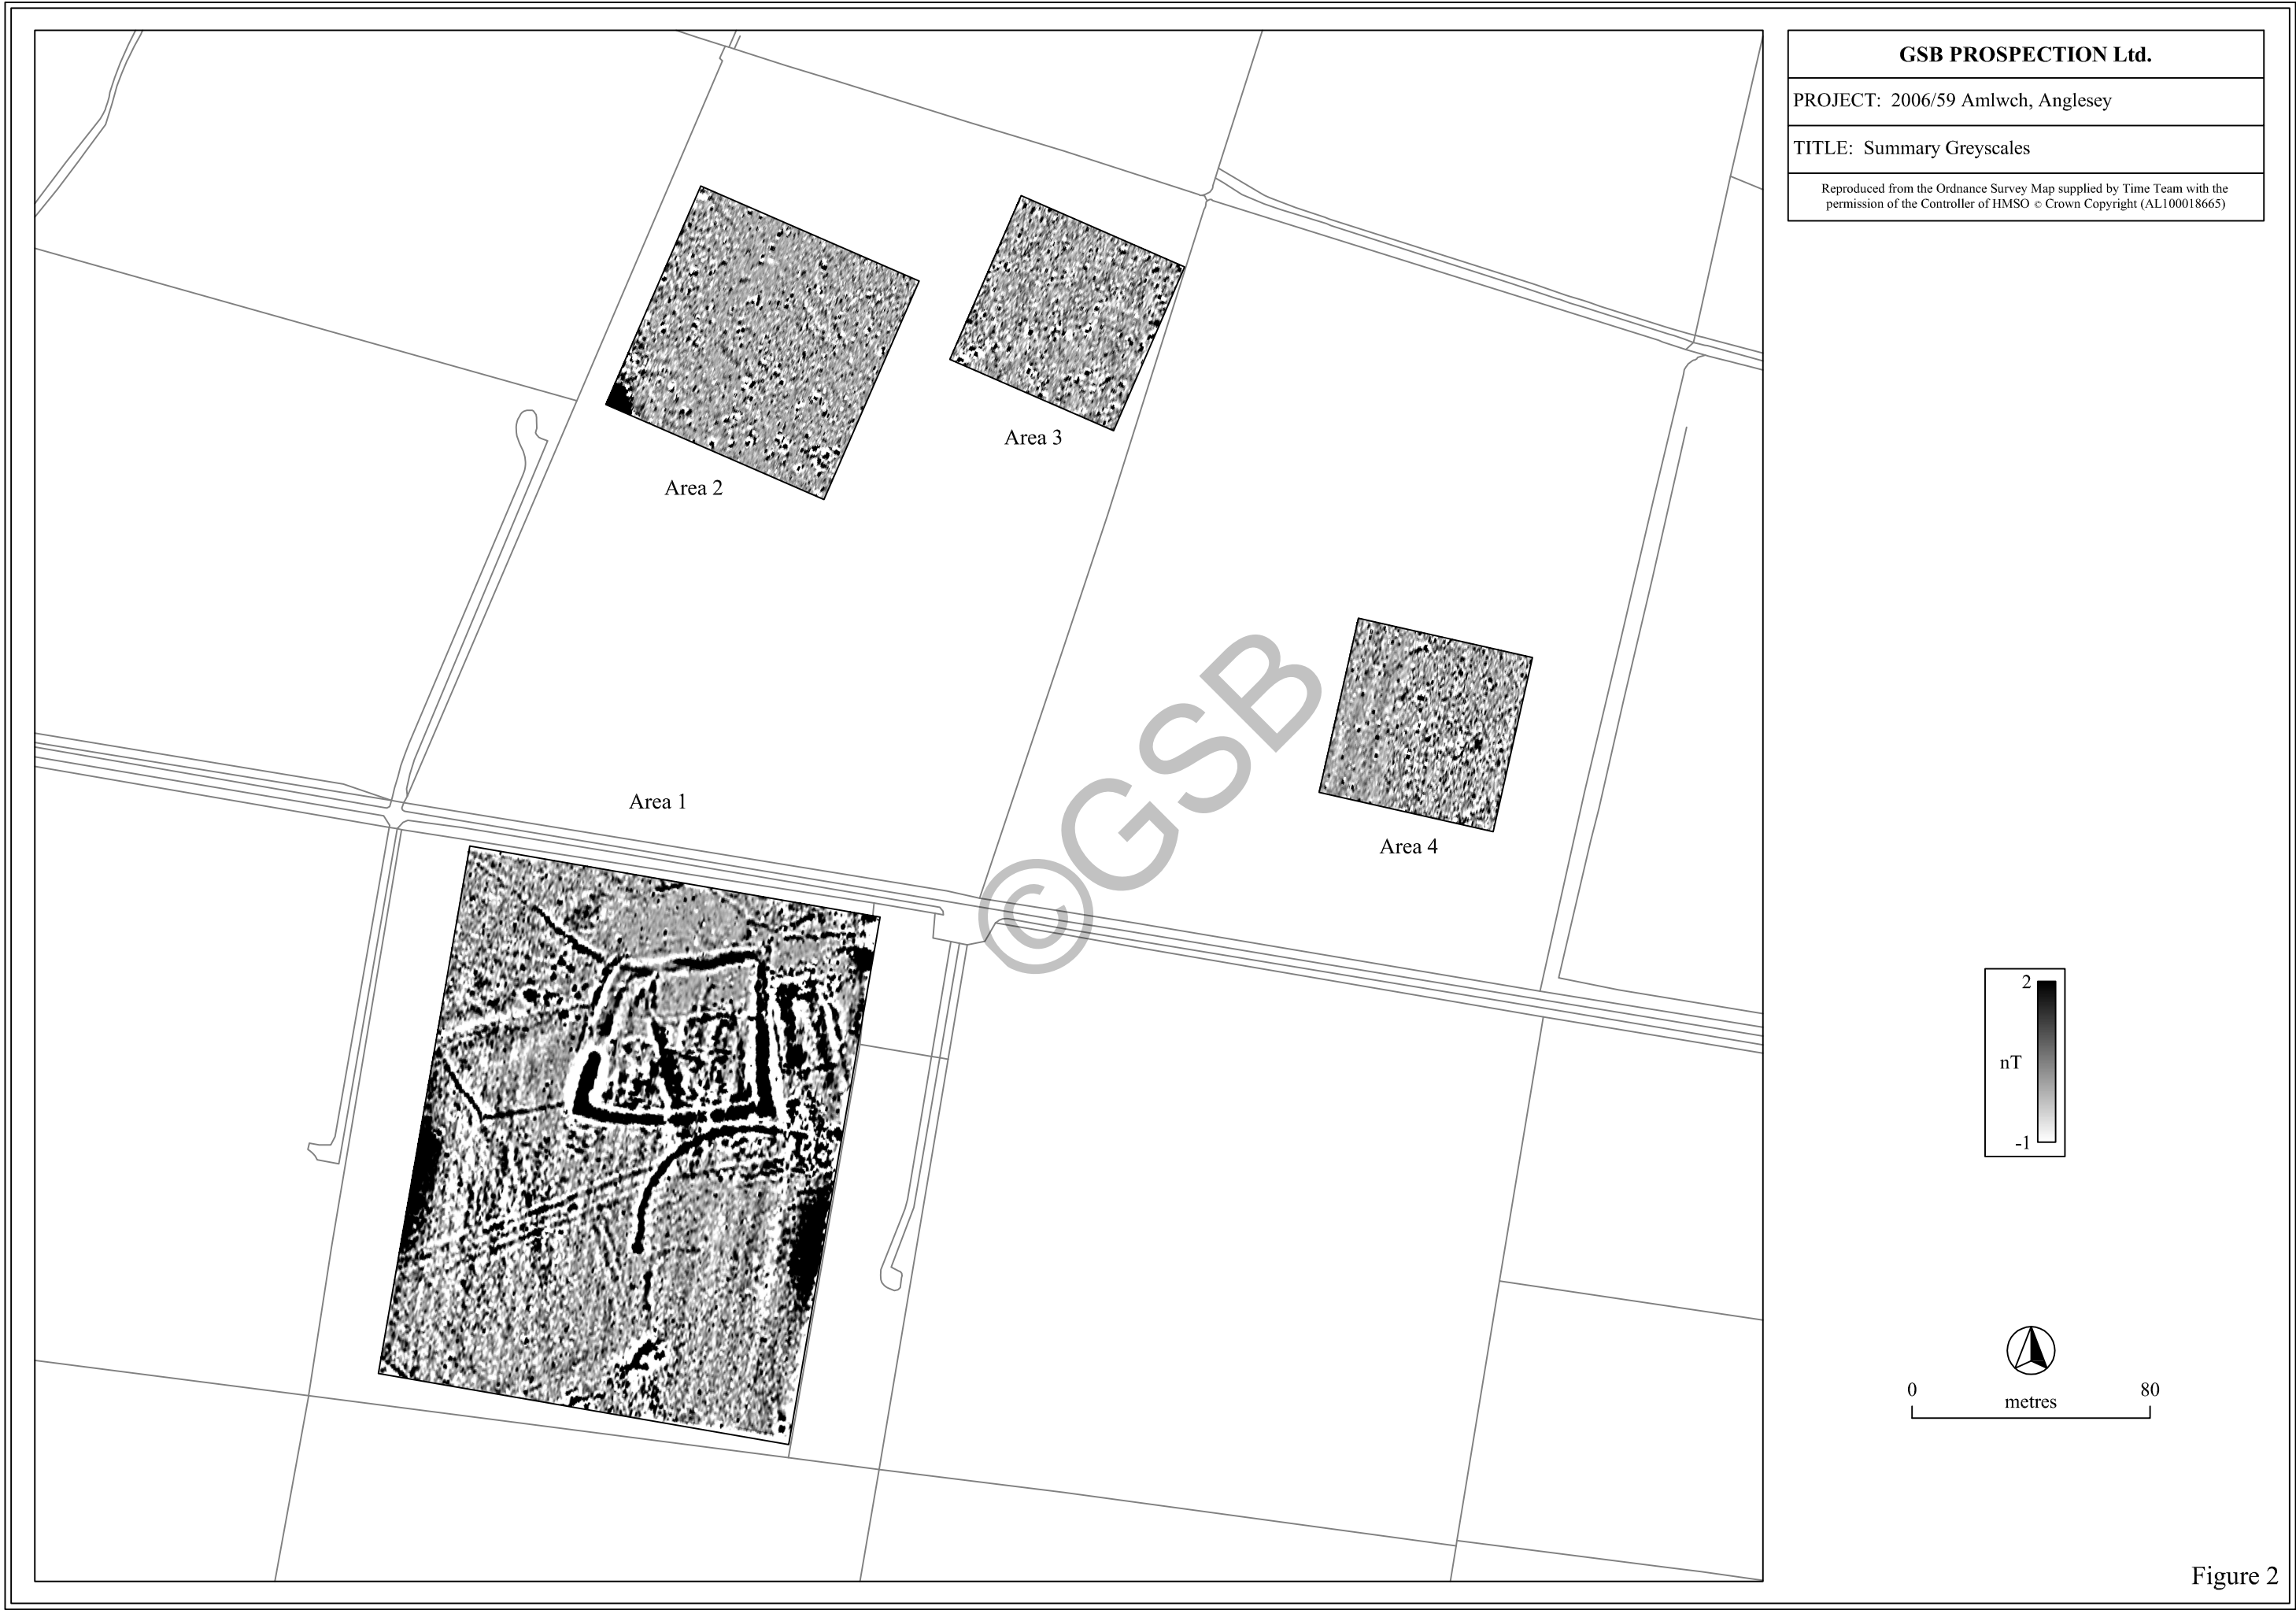 GSB PROSPECTION Ltd.
PROJECT: 2006/59 Amlwch, Anglesey
TITLE: Summary Greyscales
Reproduced from the Ordnance Survey Map supplied by Time Team with the
permission of the Controller of HMSO © Crown Copyright (AL100018665)
Area 2
Area 3
Area 1
Area 4
©GSB
2
nT
-1
0
80
metres
Figure 2